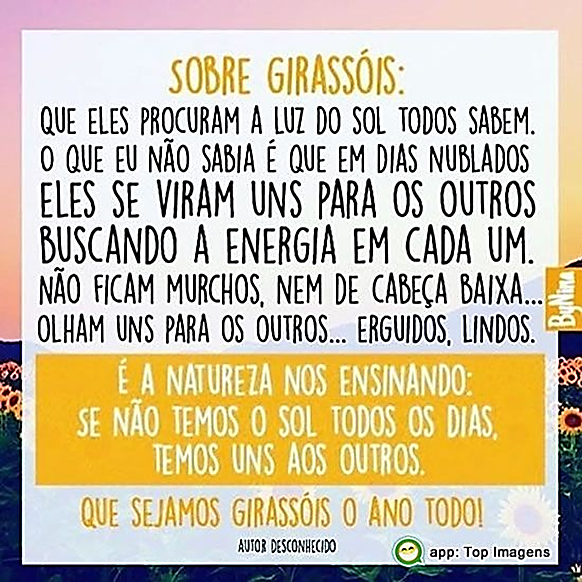 SOBRE GIRASSÓIS:
QUE ELES PROCURAM A LUZ DO SOL TODOS SABEM.
O QUE EU NÃO SABIA É QUE EM DIAS NUBLADOS
ELES SE VIRAM UNS PARA OS OUTROS
BUSCANDO A ENERGIA EM CADA UM.
NÃO FICAM MURCHOS, NEM DE CABEÇA BAIXA...
OLHAM UNS PARA OS OUTROS... ERGUIDOS, LINDOS.
ByNina
É A NATUREZA NOS ENSINANDO:
SE NÃO TEMOS O SOL TODOS OS DIAS,
TEMOS UNS AOS OUTROS.
QUE SEJAMOS GIRASSÓIS O ANO TODO!
AUTOR DESCONHECIDO
app: Top Imagens